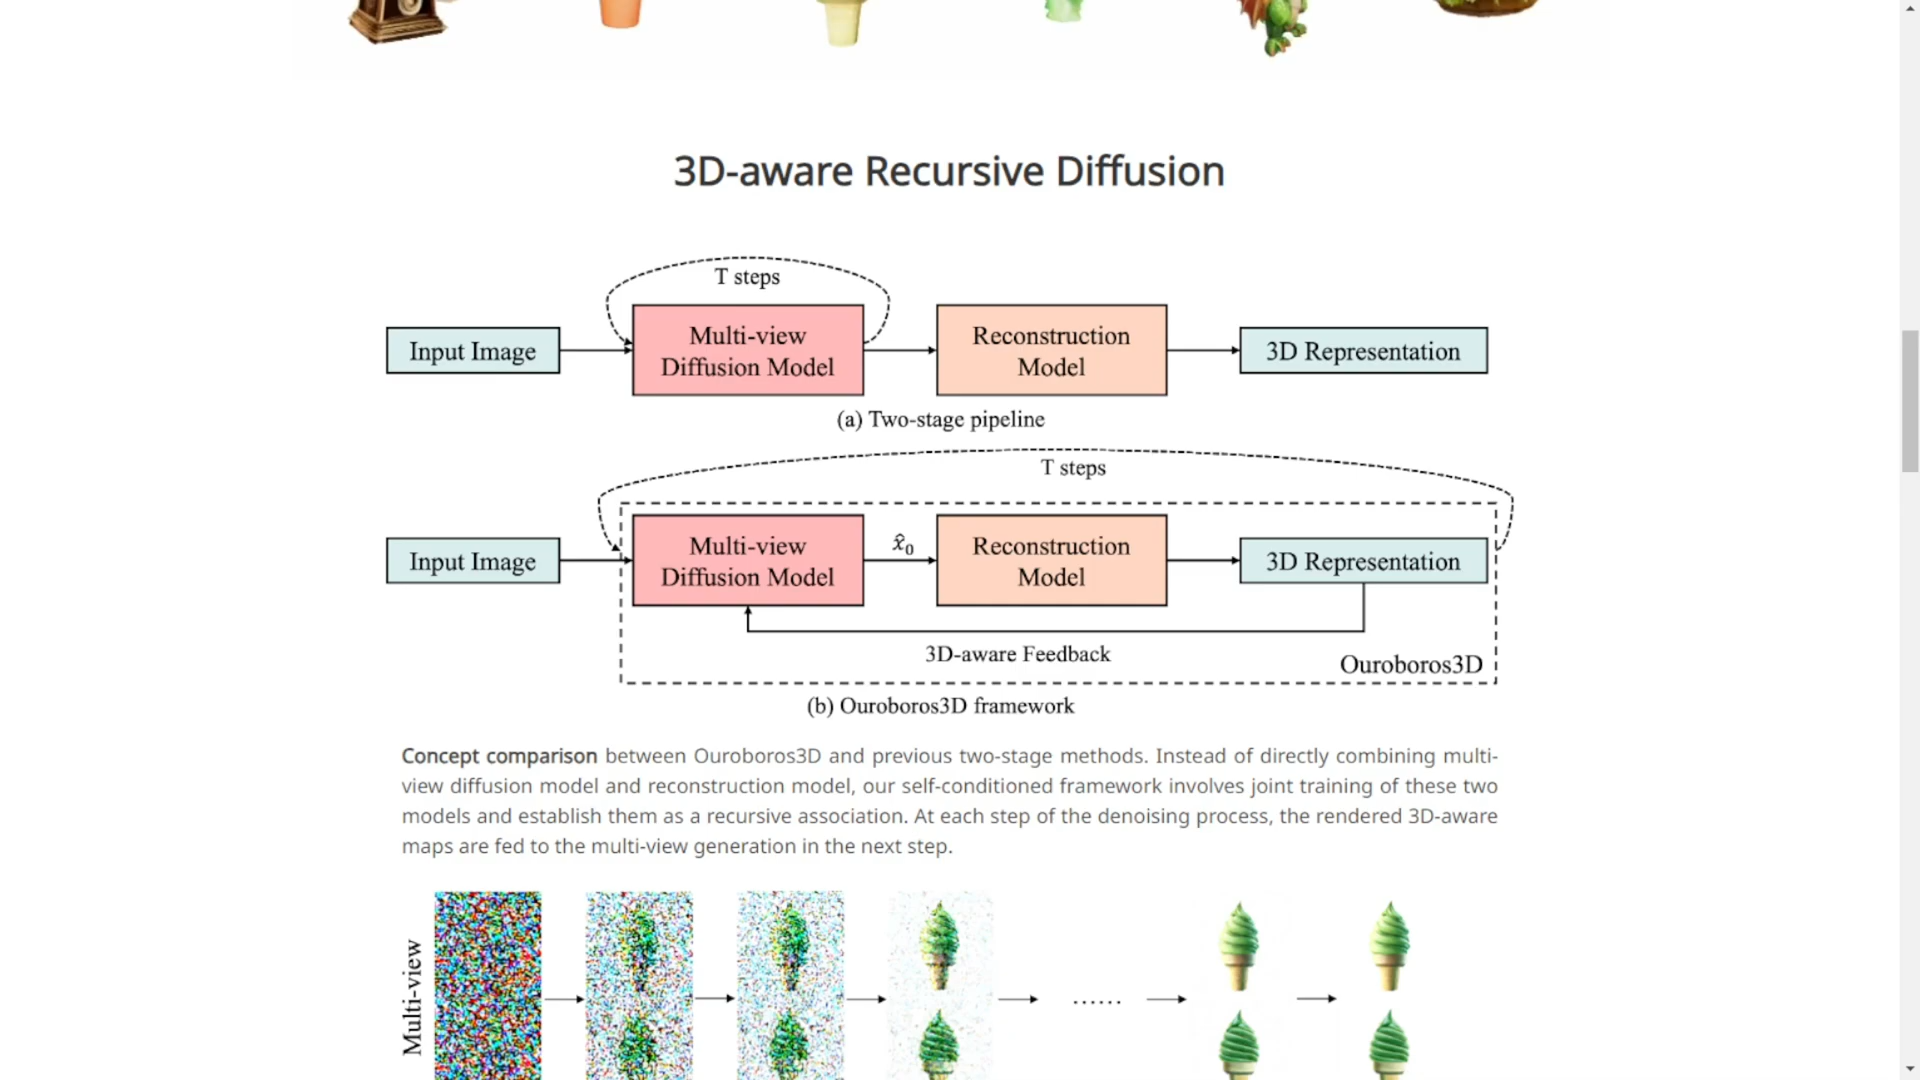 3D-aware Recursive Diffusion
T steps
Input Image
Multi-view
Diffusion Model
Reconstruction
Model
3D Representation
(a) Two-stage pipeline
T steps
Input Image
Multi-view
Diffusion Model
x̂₀
Reconstruction
Model
3D Representation
3D-aware Feedback
Ouroboros3D
(b) Ouroboros3D framework
Concept comparison between Ouroboros3D and previous two-stage methods. Instead of directly combining multi-
view diffusion model and reconstruction model, our self-conditioned framework involves joint training of these two
models and establish them as a recursive association. At each step of the denoising process, the rendered 3D-aware
maps are fed to the multi-view generation in the next step.
Multi-view
......